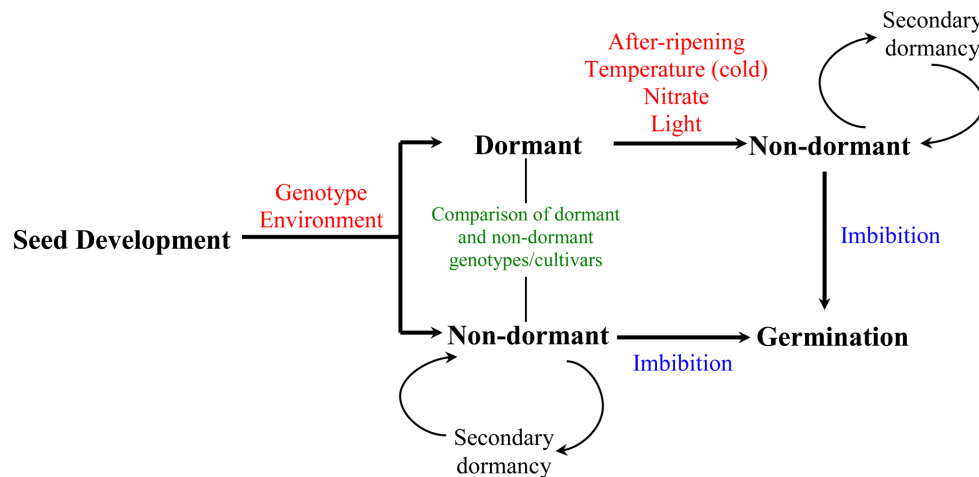 Secondary
dormancy
After-ripening
Temperature (cold)
Nitrate
Light
Dormant
Non-dormant
Genotype
Environment
Comparison of dormant
and non-dormant
genotypes/cultivars
Seed Development
Imbibition
Non-dormant
Germination
Imbibition
Secondary
dormancy